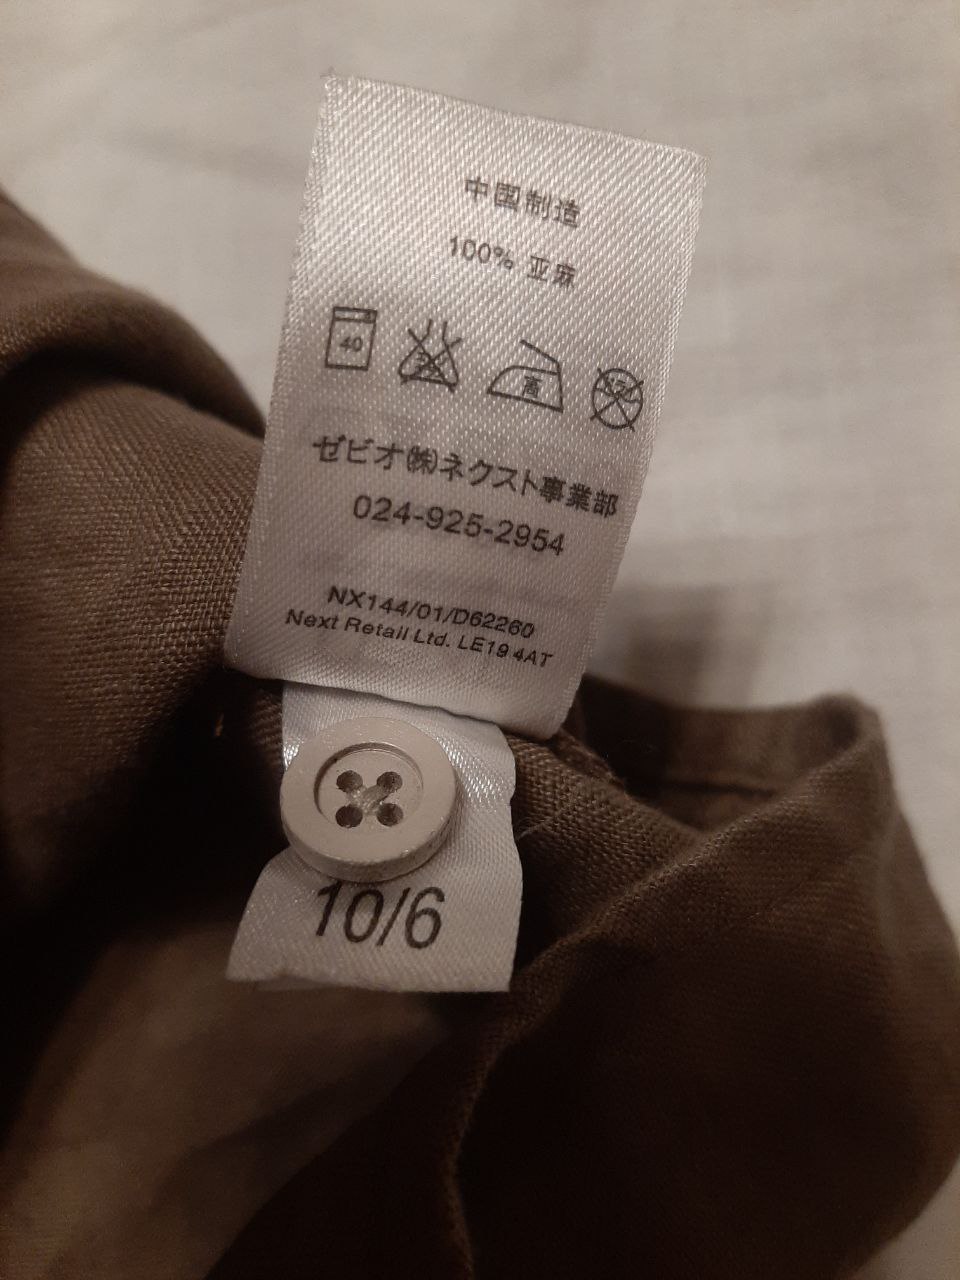 中国制造
100% 亚麻
40
高
ゼビオ㈱ネクスト事業部
024-925-2954
NX144/01/D62260
Next Retail Ltd. LE19 4AT
10/6